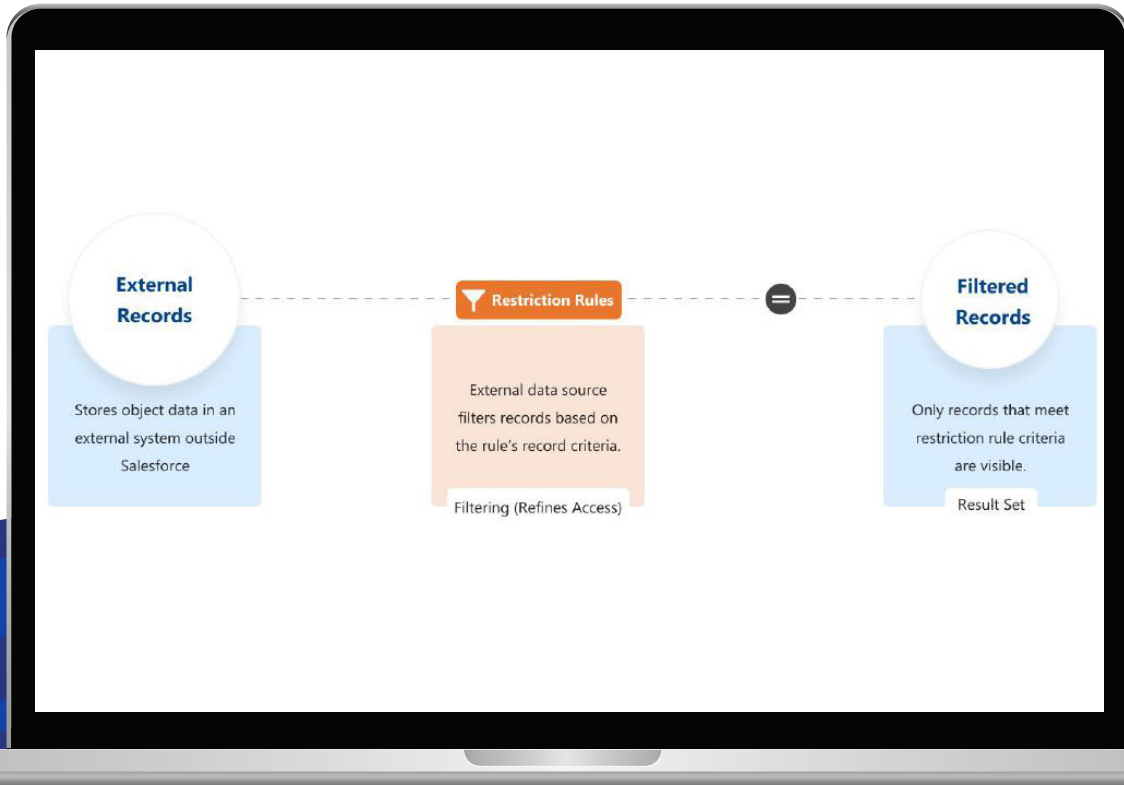 External
Records
Stores object data in an
external system outside
Salesforce
Restriction Rules
External data source
filters records based on
the rule's record criteria.
Filtering (Refines Access)
Filtered
Records
Only records that meet
restriction rule criteria
are visible.
Result Set